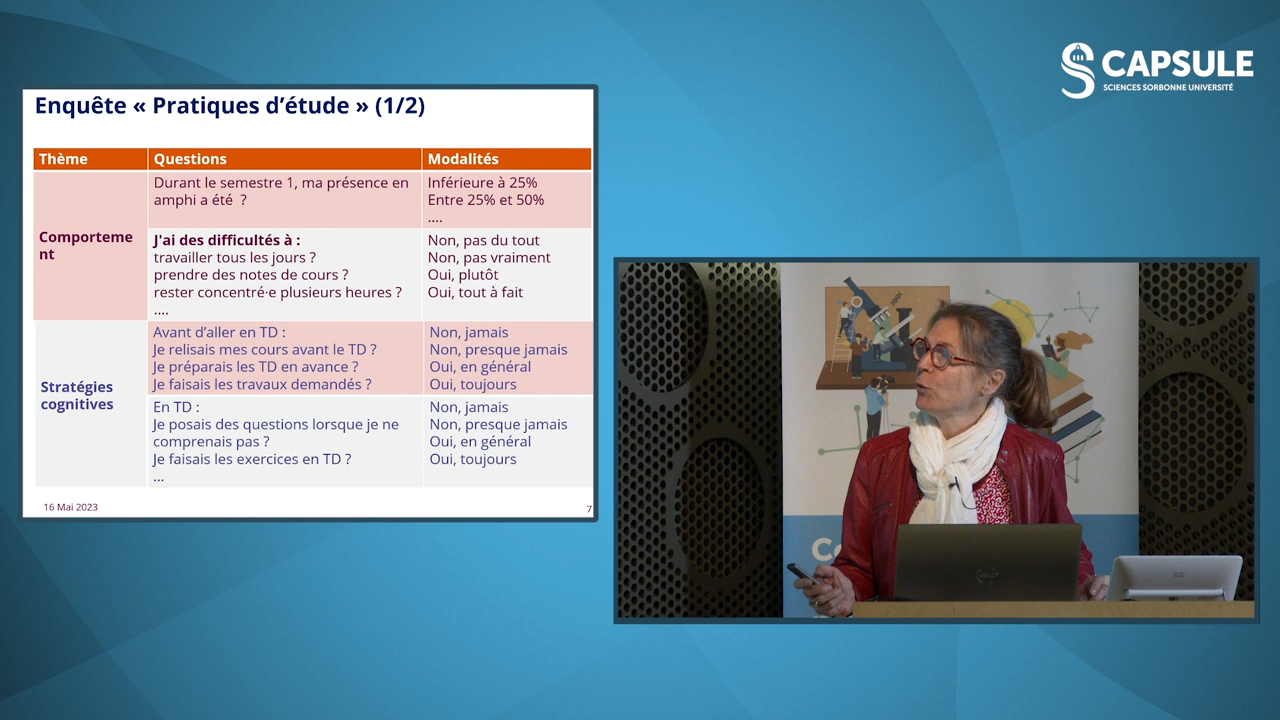 CAPSULE
SCIENCES SORBONNE UNIVERSITÉ
Enquête « Pratiques d’étude » (1/2)
Thème
Questions
Modalités
Comporteme
nt
Durant le semestre 1, ma présence en
amphi a été ?
Inférieure à 25%
Entre 25% et 50%
....
J'ai des difficultés à :
travailler tous les jours ?
prendre des notes de cours ?
rester concentré·e plusieurs heures ?
....
Non, pas du tout
Non, pas vraiment
Oui, plutôt
Oui, tout à fait
Stratégies
cognitives
Avant d’aller en TD :
Je relisais mes cours avant le TD ?
Je préparais les TD en avance ?
Je faisais les travaux demandés ?
Non, jamais
Non, presque jamais
Oui, en général
Oui, toujours
En TD :
Je posais des questions lorsque je ne
comprenais pas ?
Je faisais les exercices en TD ?
...
Non, jamais
Non, presque jamais
Oui, en général
Oui, toujours
16 Mai 2023
7